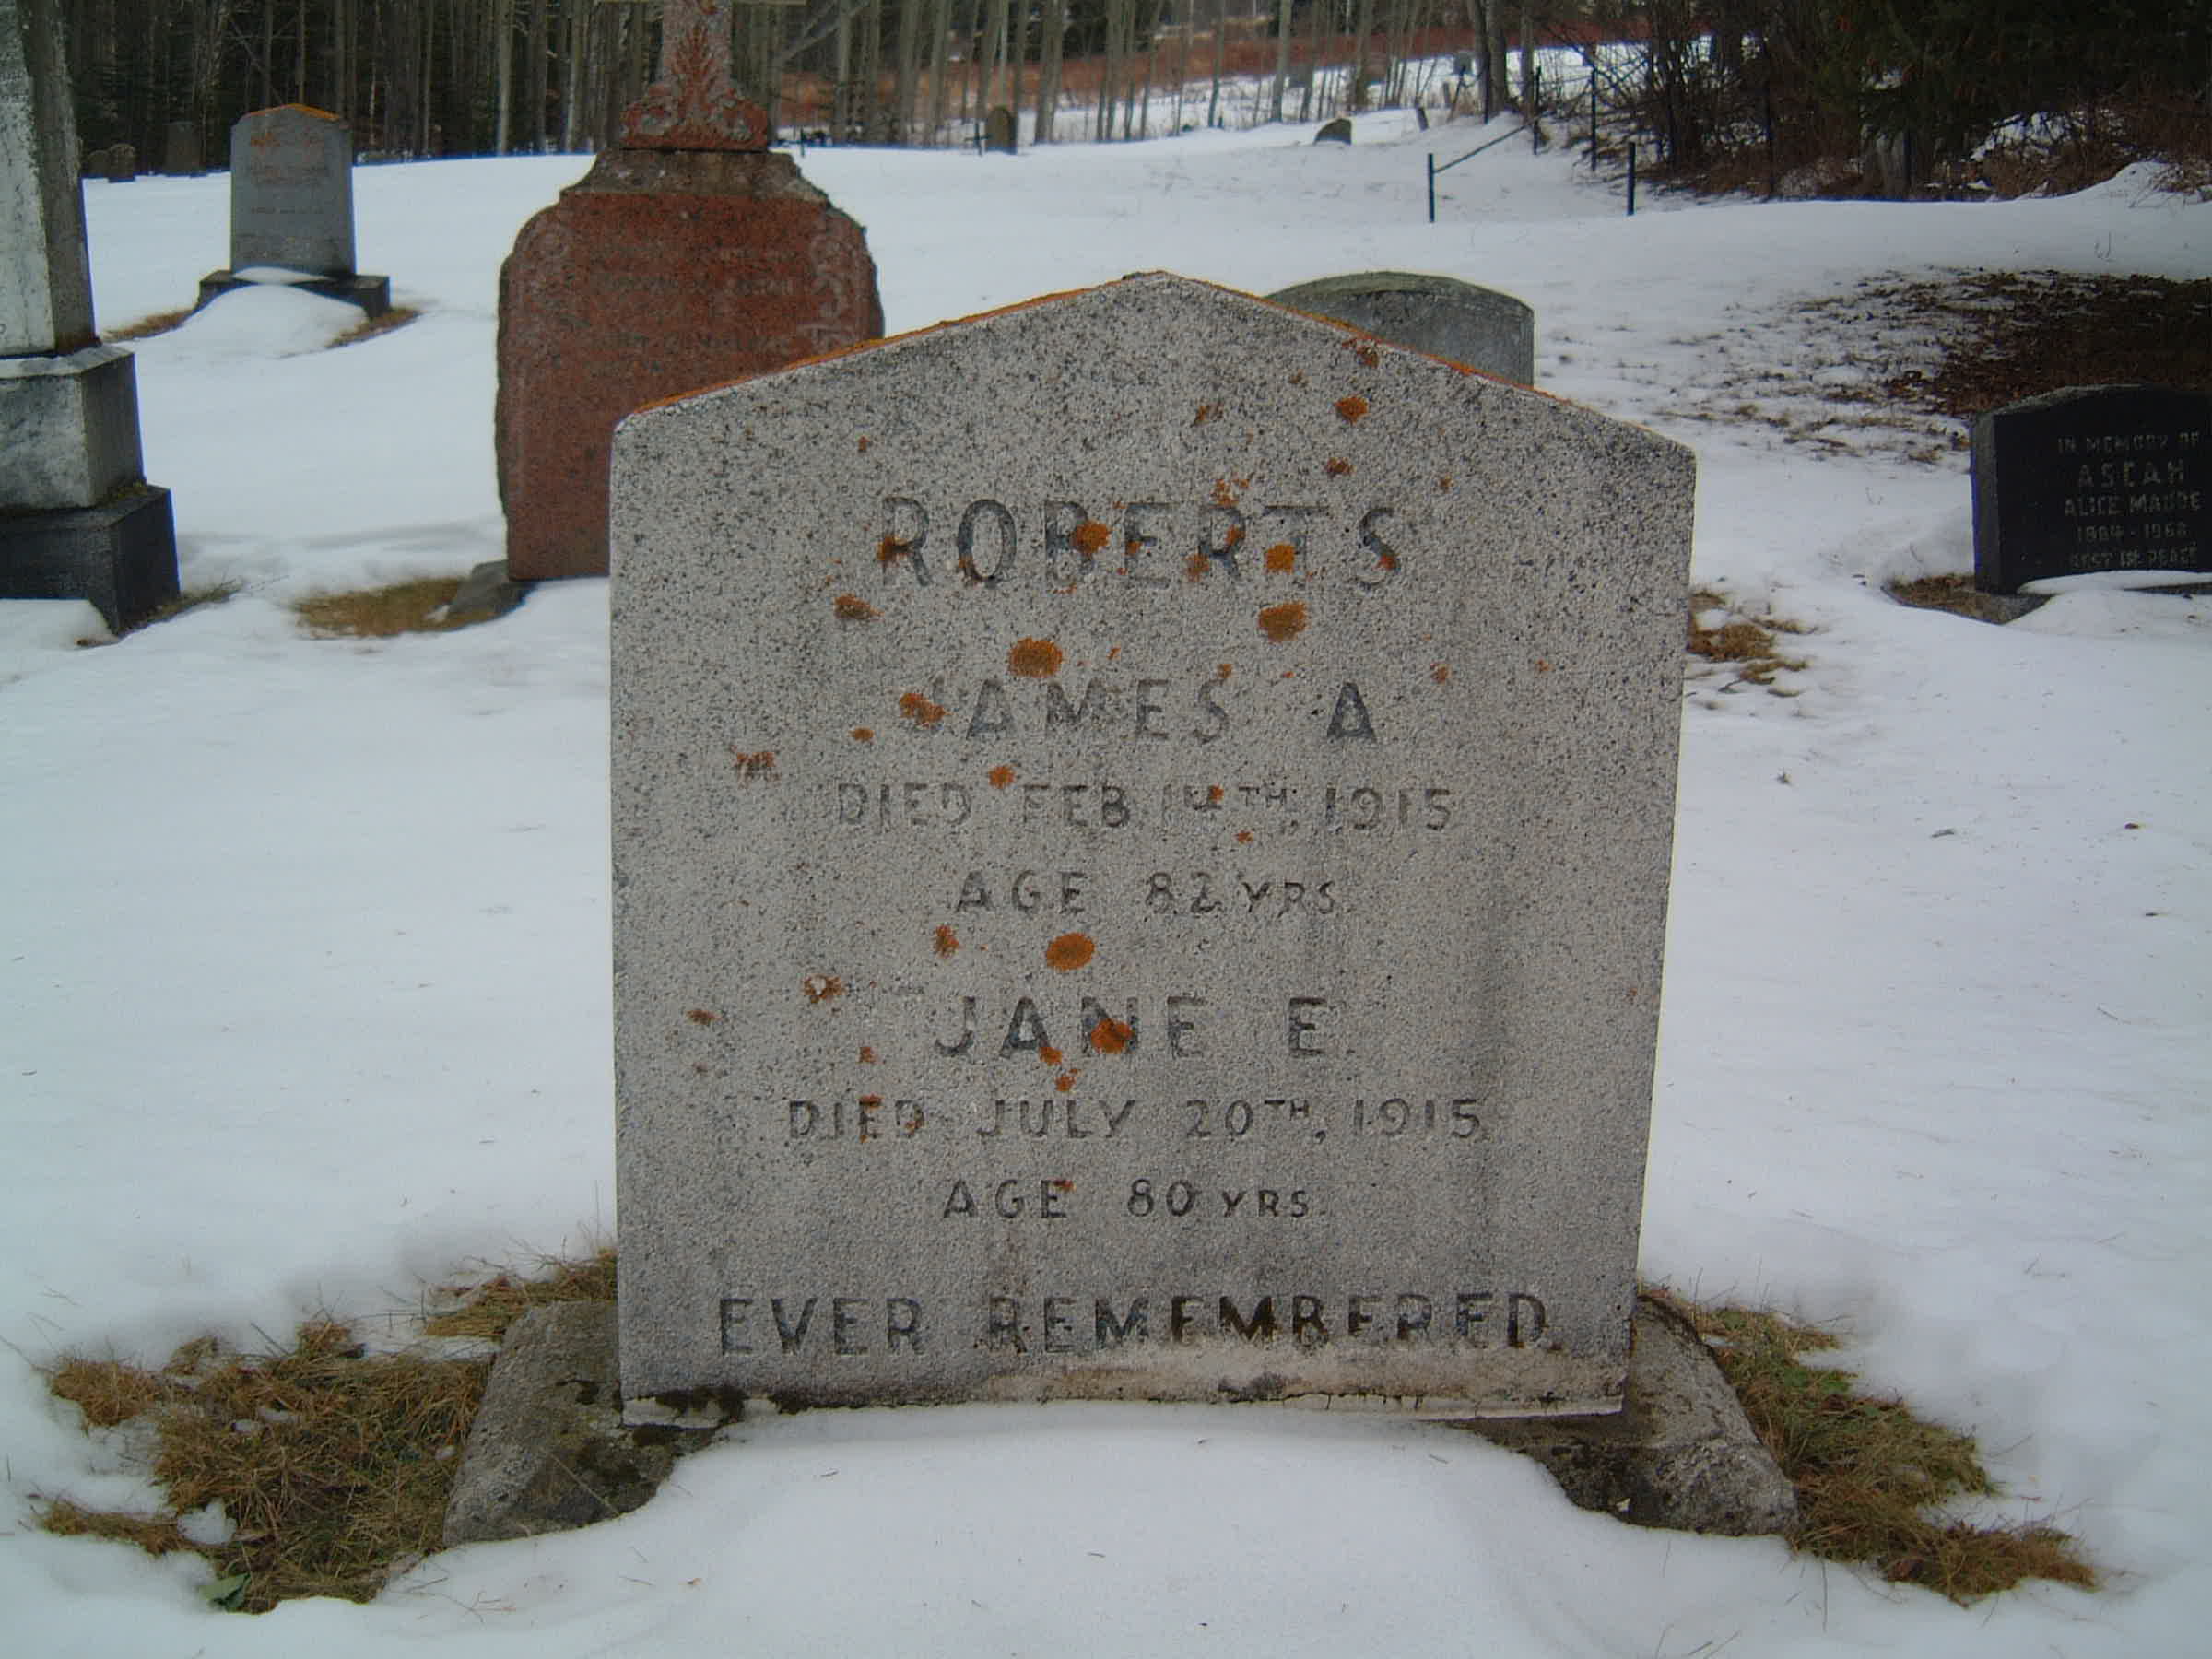 ROBERTS
JAMES A
DIED FEB 14TH, 1915
AGE 82 YRS.
JANE E.
DIED JULY 20TH, 1915.
AGE 80 YRS.
EVER REMEMBERED.
IN MEMORY OF
ASCAH
ALICE MAUDE
REST IN PEACE